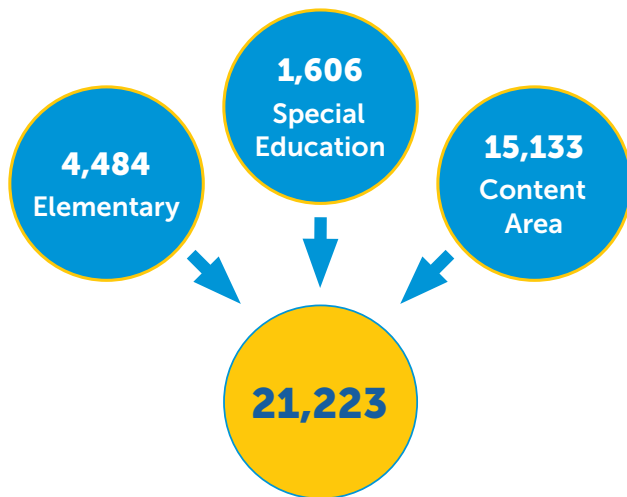 4,484
Elementary
1,606
Special
Education
15,133
Content
Area
21,223